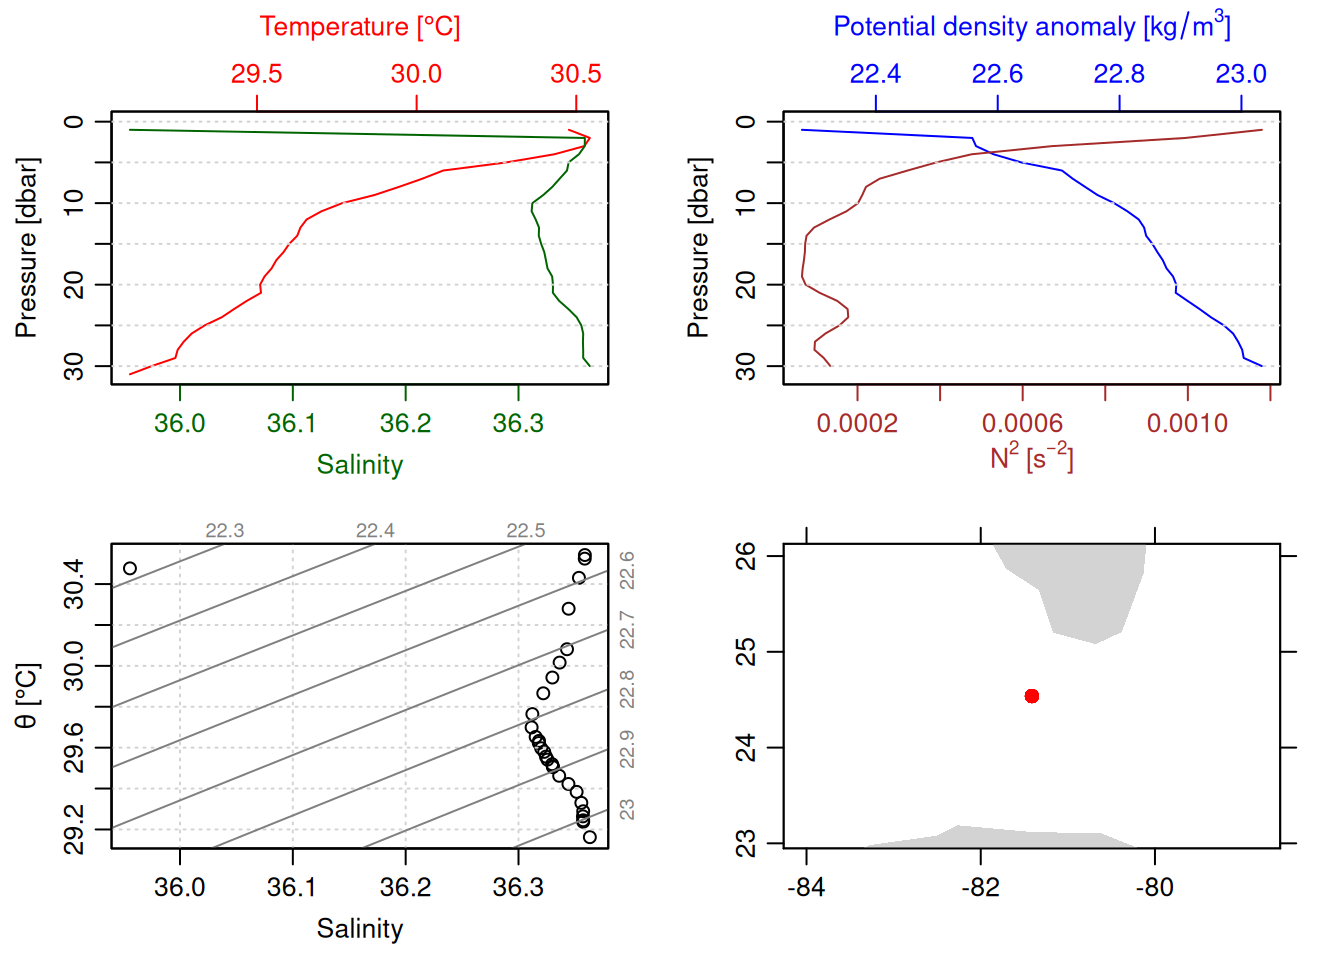 Temperature [°C]
29.5 30.0 30.5
Pressure [dbar]
0
10
20
30
36.0 36.1 36.2 36.3
Salinity
Potential density anomaly [kg/m³]
22.4 22.6 22.8 23.0
Pressure [dbar]
0
10
20
30
0.0002 0.0006 0.0010
N² [s⁻²]
22.3 22.4 22.5
22.6
22.7
22.8
22.9
23
θ [°C]
30.4
30.0
29.6
29.2
36.0 36.1 36.2 36.3
Salinity
26
25
24
23
-84 -82 -80